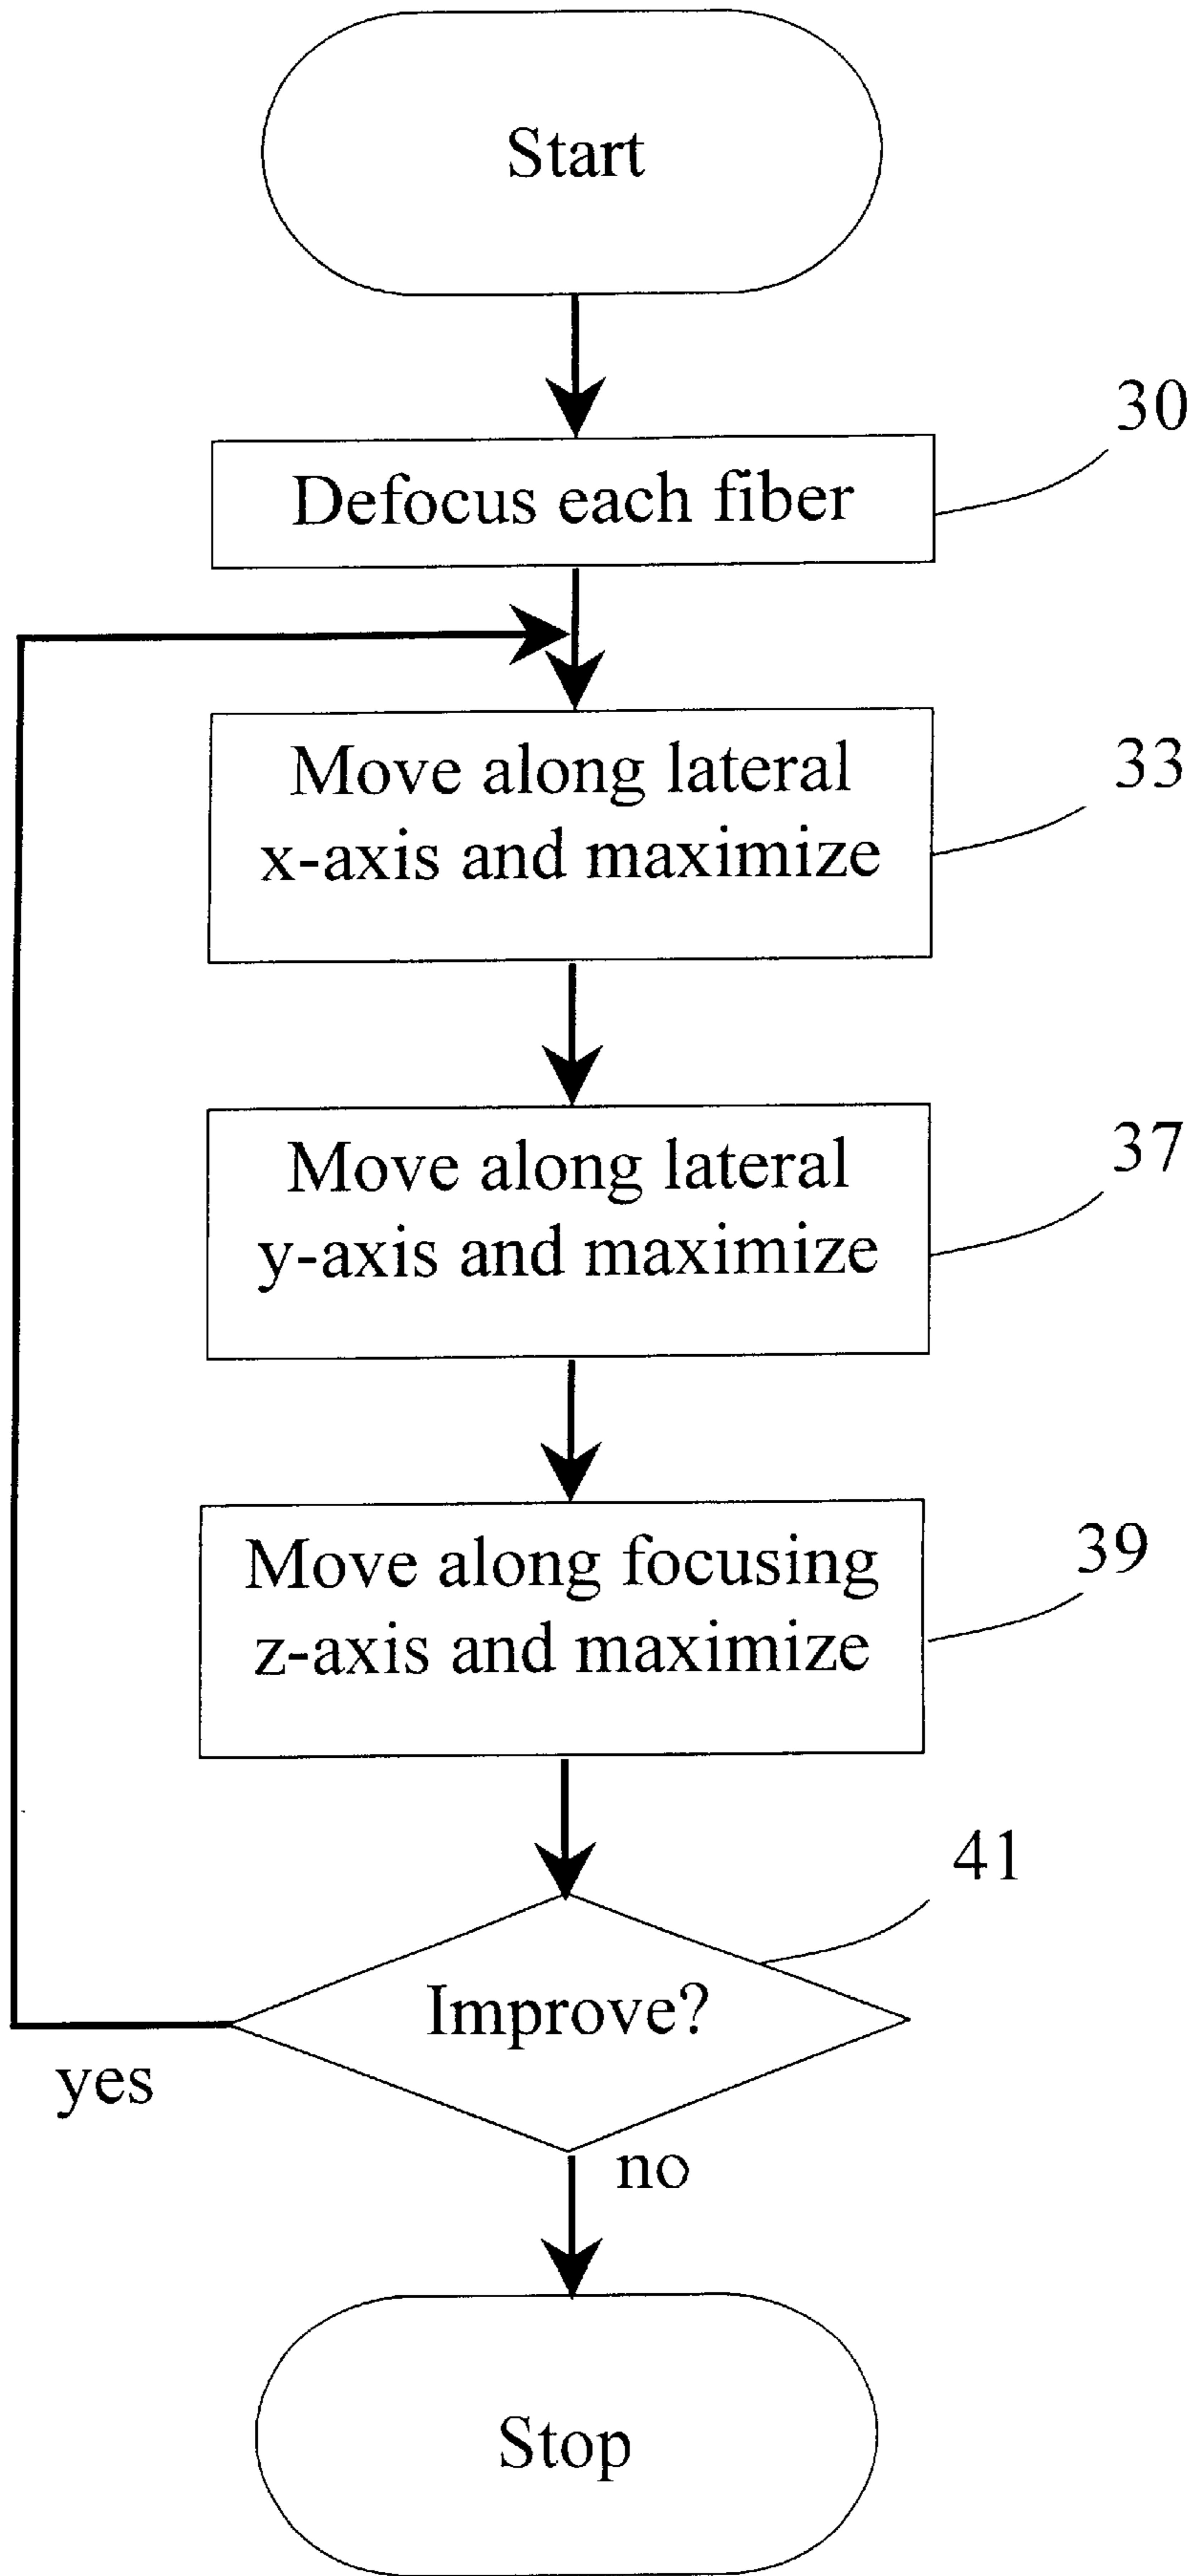 Start
30
Defocus each fiber
33
Move along lateral
x-axis and maximize
37
Move along lateral
y-axis and maximize
39
Move along focusing
z-axis and maximize
41
Improve?
yes
no
Stop